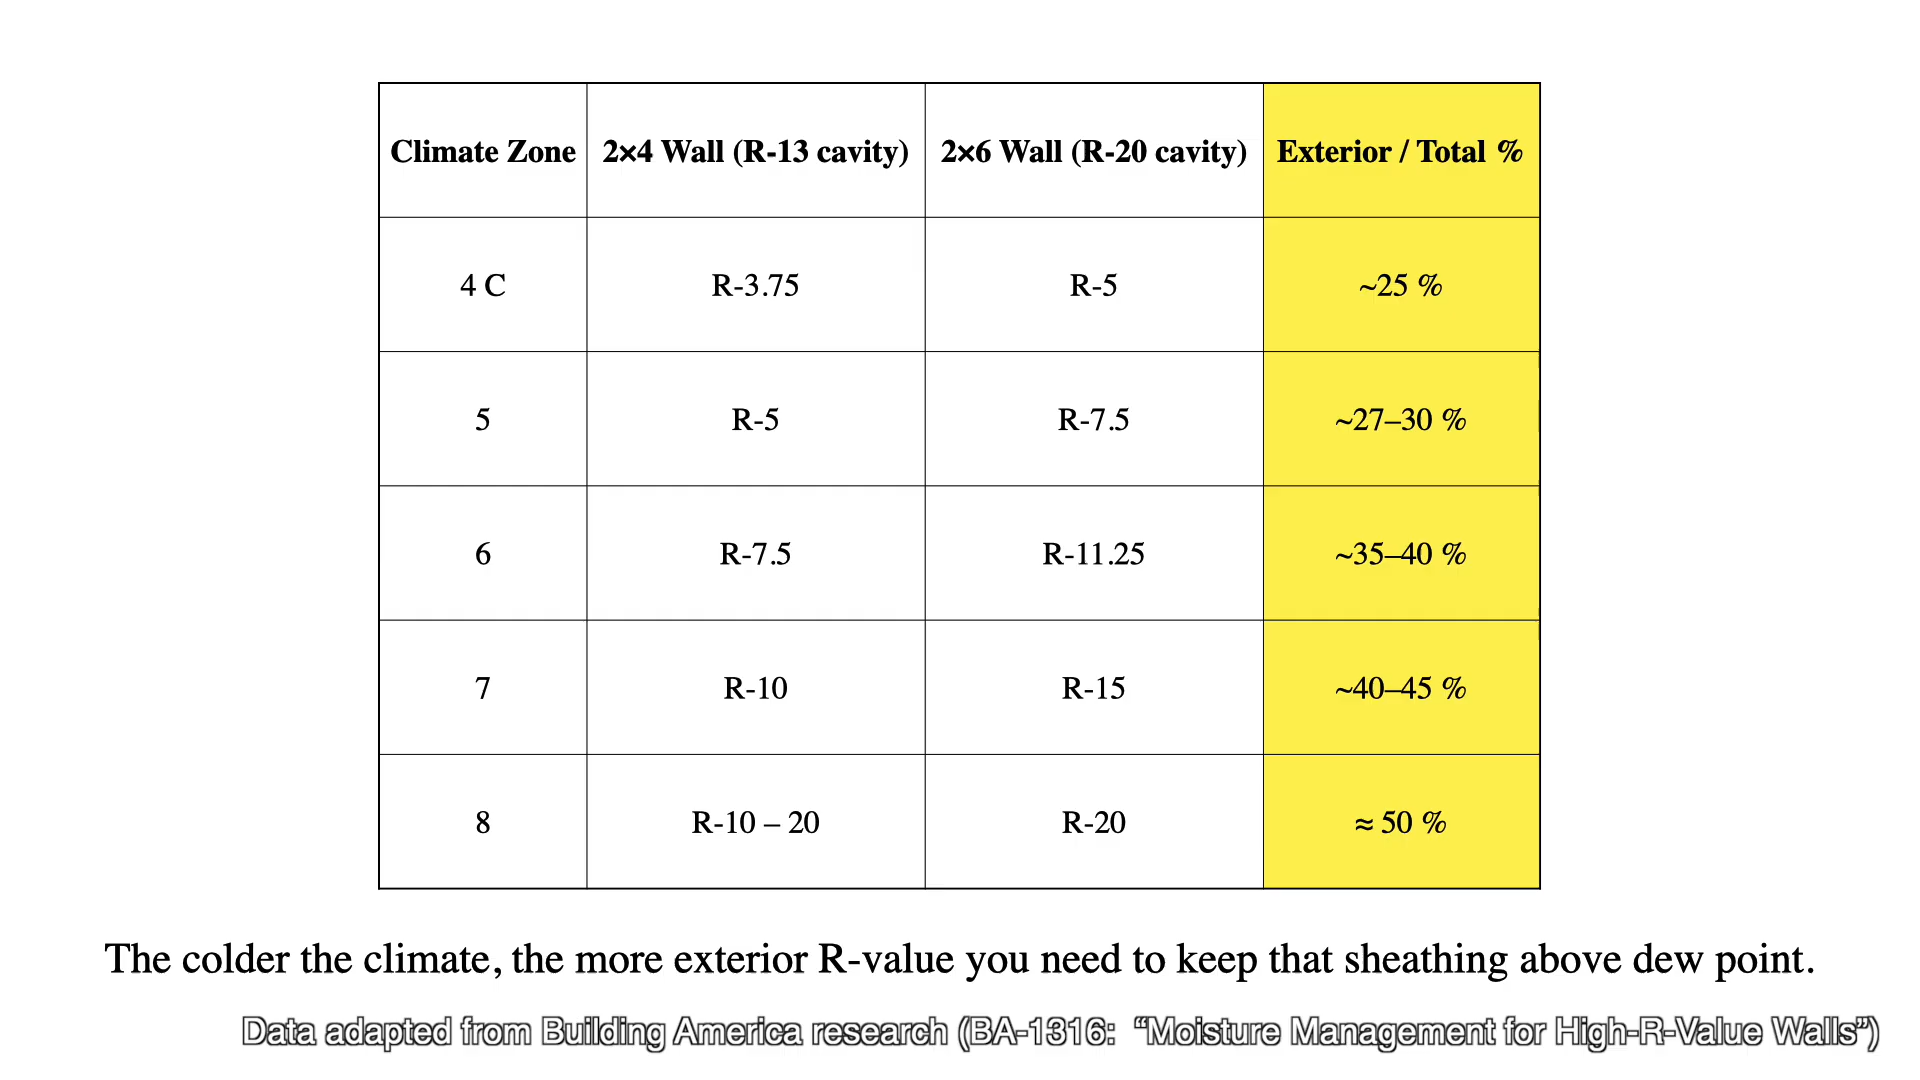 Climate Zone 2×4 Wall (R-13 cavity) 2×6 Wall (R-20 cavity) Exterior / Total %
4 C R-3.75 R-5 ~25 %
5 R-5 R-7.5 ~27–30 %
6 R-7.5 R-11.25 ~35–40 %
7 R-10 R-15 ~40–45 %
8 R-10 – 20 R-20 ≈ 50 %
The colder the climate, the more exterior R-value you need to keep that sheathing above dew point.
Data adapted from Building America research (BA-1316: “Moisture Management for High-R-Value Walls”)